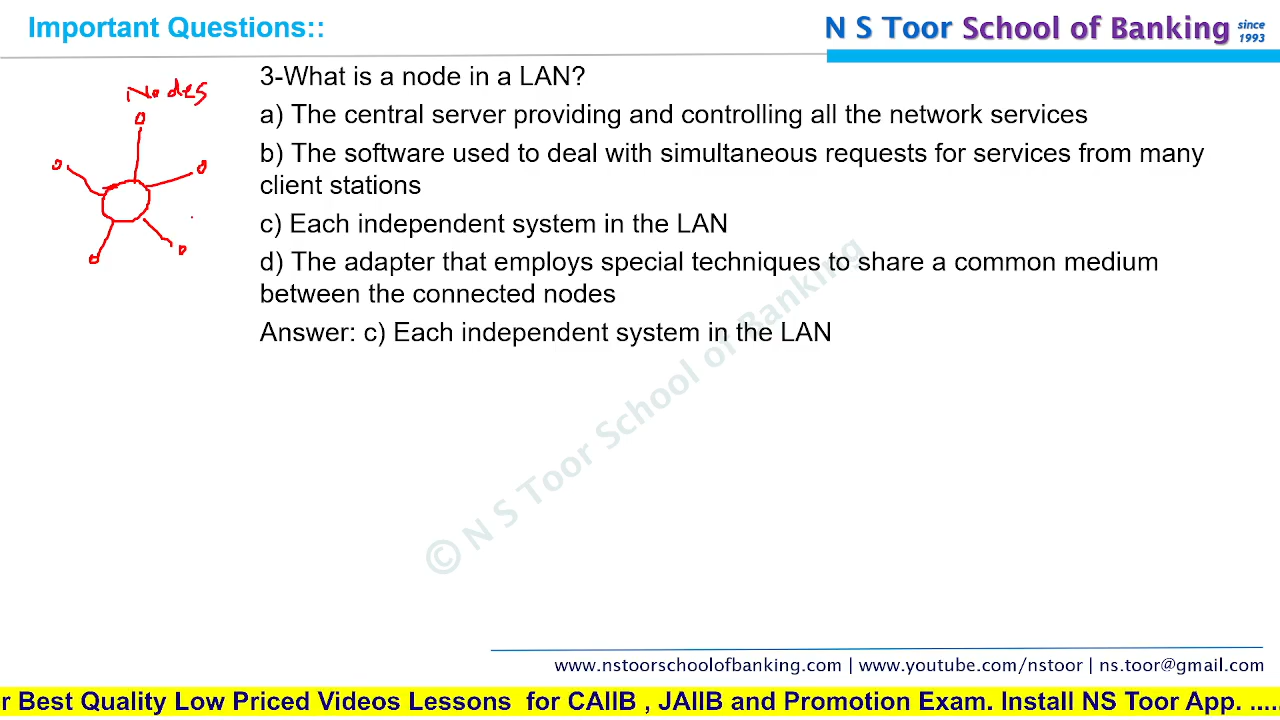 Important Questions::
N S Toor School of Banking since 1993
Nodes
3-What is a node in a LAN?
a) The central server providing and controlling all the network services
b) The software used to deal with simultaneous requests for services from many
client stations
c) Each independent system in the LAN
d) The adapter that employs special techniques to share a common medium
between the connected nodes
Answer: c) Each independent system in the LAN
© N S Toor School of Banking
www.nstoorschoolofbanking.com | www.youtube.com/nstoor | ns.toor@gmail.com
r Best Quality Low Priced Videos Lessons for CAIIB , JAIIB and Promotion Exam. Install NS Toor App. .....